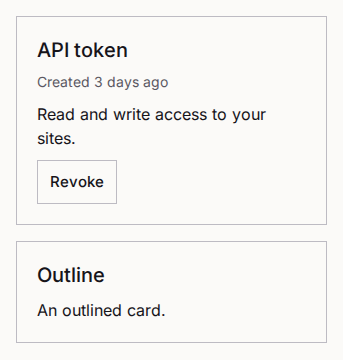 API token
Created 3 days ago
Read and write access to your
sites.
Revoke
Outline
An outlined card.